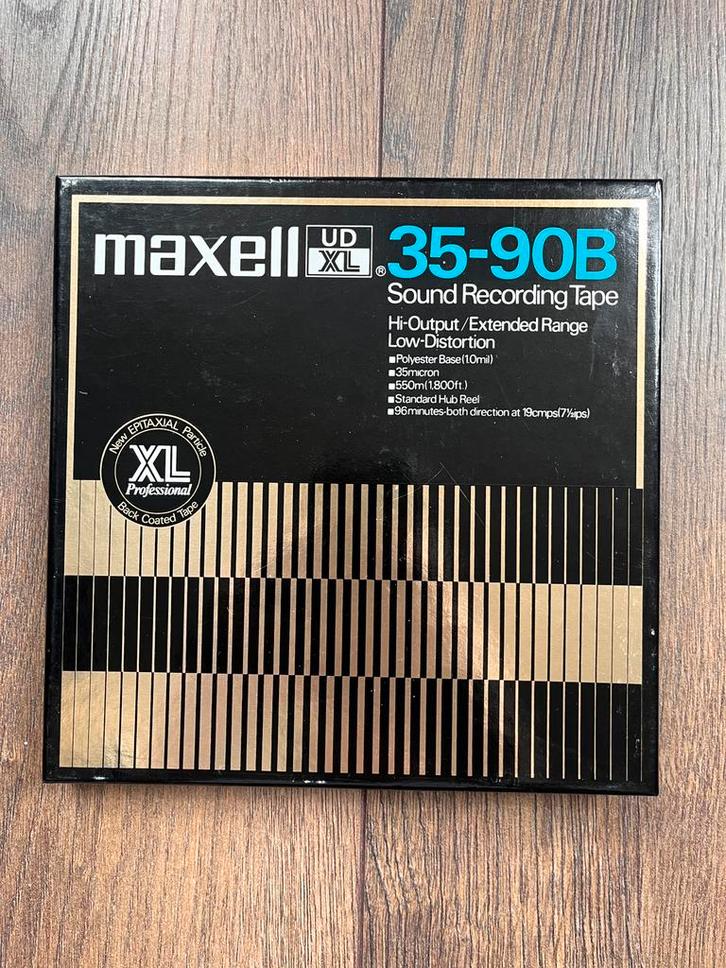 maxell UD XL ® 35-90B
Sound Recording Tape
Hi-Output/Extended Range
Low-Distortion
■Polyester Base(1.0mil)
■35micron
■550m(1.800ft.)
■Standard Hub Reel
■96minutes-both direction at 19cmps(7½ips)
New EPITAXIAL Particle
XL
Professional
Back Coated Tape